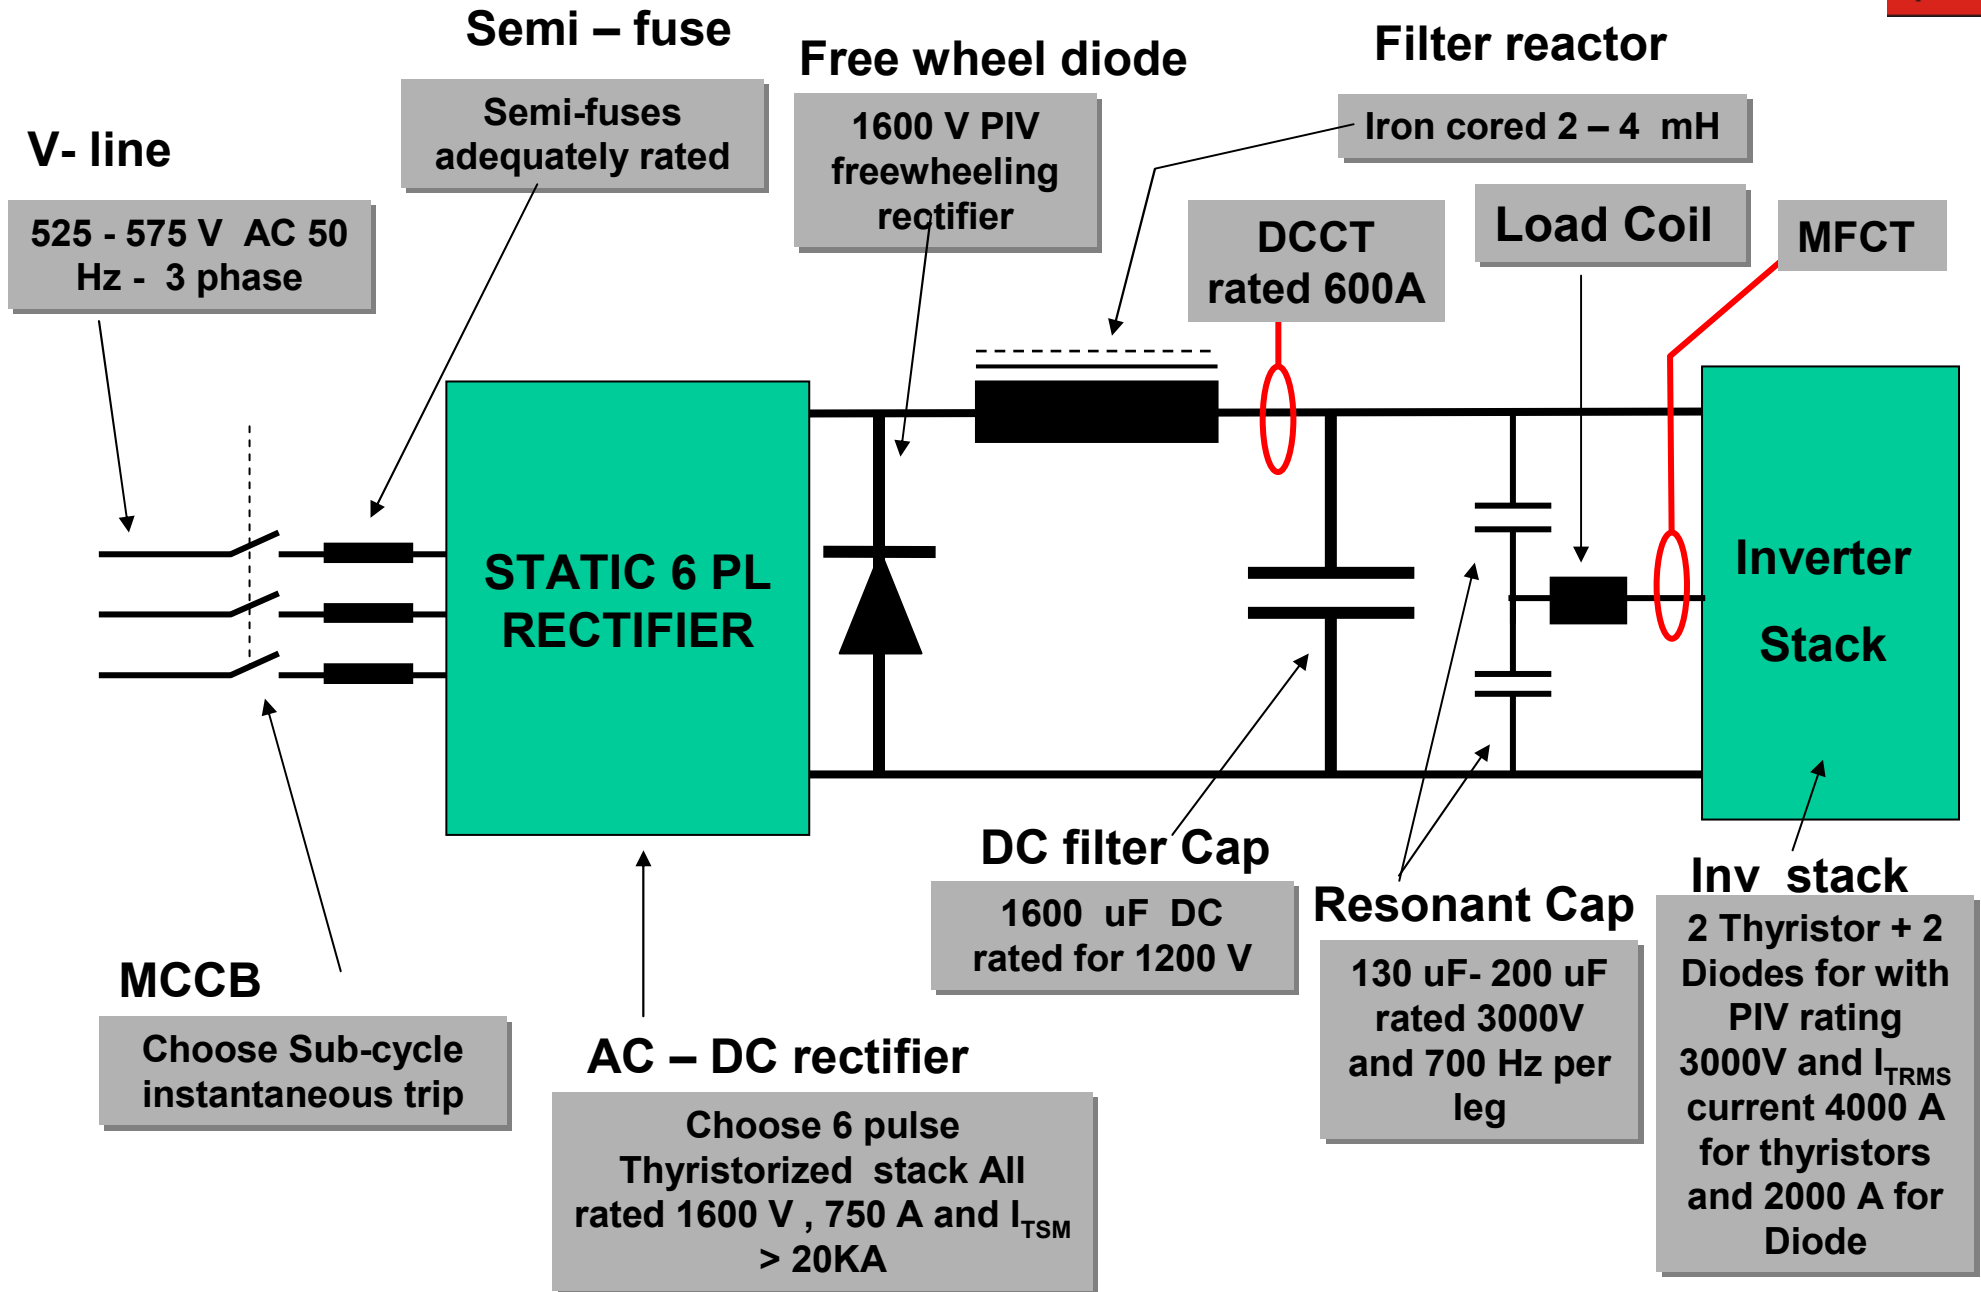 Semi – fuse
Semi-fuses
adequately rated
Free wheel diode
1600 V PIV
freewheeling
rectifier
Filter reactor
Iron cored 2 – 4 mH
V- line
525 - 575 V AC 50
Hz - 3 phase
DCCT
rated 600A
Load Coil
MFCT
STATIC 6 PL
RECTIFIER
Inverter
Stack
MCCB
Choose Sub-cycle
instantaneous trip
AC – DC rectifier
Choose 6 pulse
Thyristorized stack All
rated 1600 V , 750 A and ITSM
> 20KA
DC filter Cap
1600 uF DC
rated for 1200 V
Resonant Cap
130 uF- 200 uF
rated 3000V
and 700 Hz per
leg
Inv stack
2 Thyristor + 2
Diodes for with
PIV rating
3000V and ITRMS
current 4000 A
for thyristors
and 2000 A for
Diode